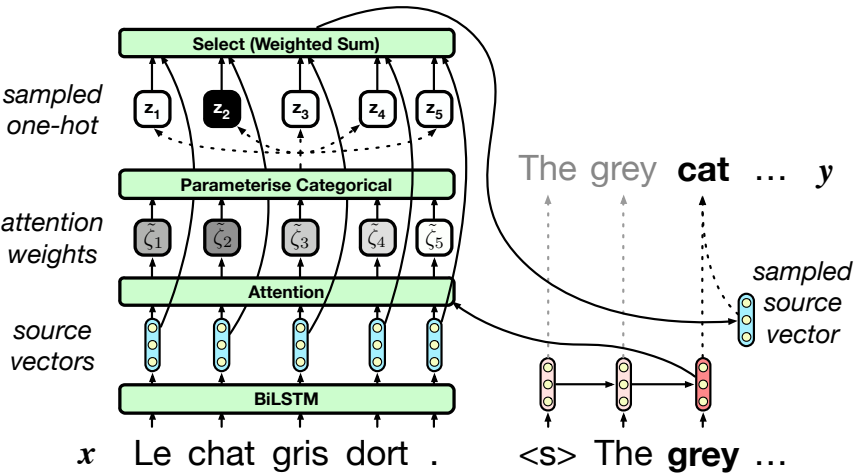 Select (Weighted Sum)
sampled
one-hot
z₁ z₂ z₃ z₄ z₅
Parameterise Categorical
The grey cat ... y
attention
weights
ζ̃₁ ζ̃₂ ζ̃₃ ζ̃₄ ζ̃₅
sampled
source
vector
Attention
source
vectors
BiLSTM
x Le chat gris dort . <s> The grey ...